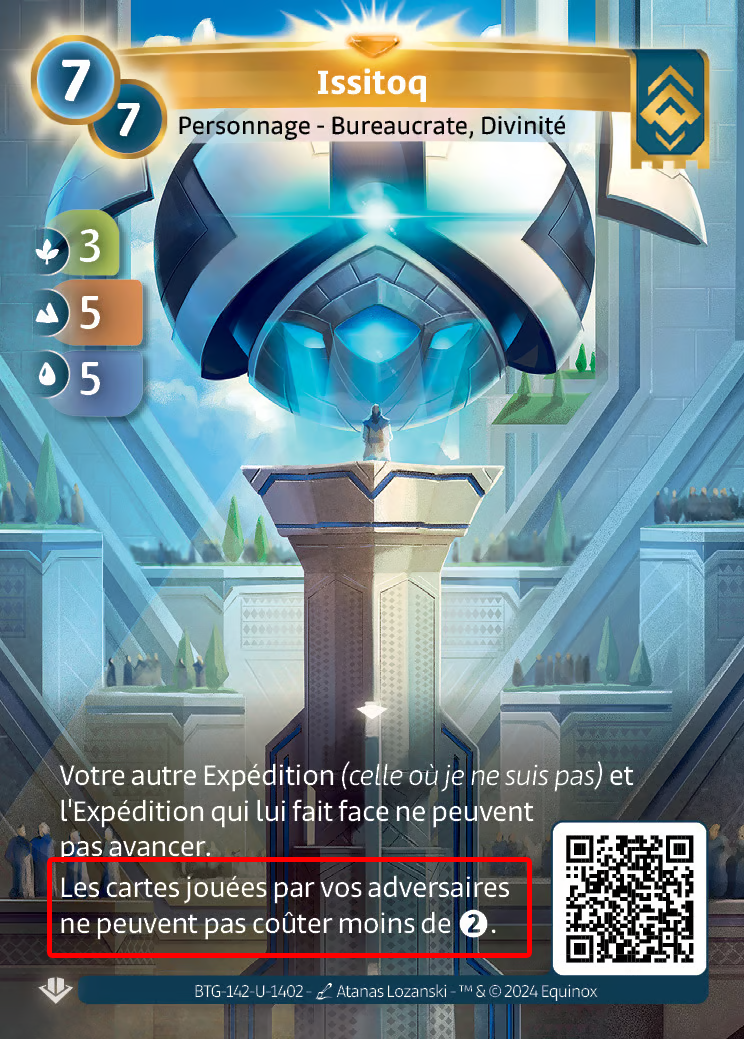 7
Issitoq
7
Personnage - Bureaucrate, Divinité
3
5
5
Votre autre Expédition (celle où je ne suis pas) et
l'Expédition qui lui fait face ne peuvent
pas avancer.
Les cartes jouées par vos adversaires
ne peuvent pas coûter moins de 2.
BTG-142-U-1402 - Atanas Lozanski - ™ & © 2024 Equinox